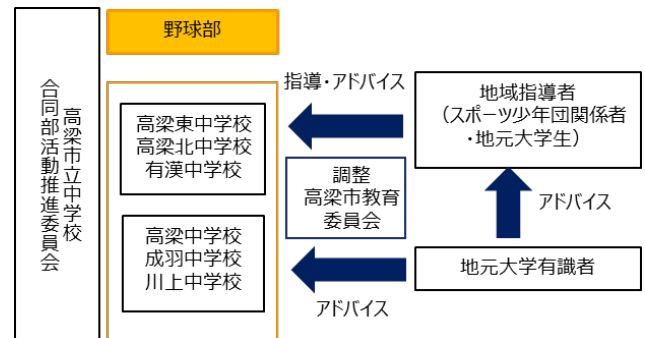 高梁市立中学校
合同部活動推進委員会
野球部
高梁東中学校
高梁北中学校
有漢中学校
高梁中学校
成羽中学校
川上中学校
指導・アドバイス
調整
高梁市教育
委員会
アドバイス
地域指導者
（スポーツ少年団関係者
・地元大学生）
アドバイス
地元大学有識者